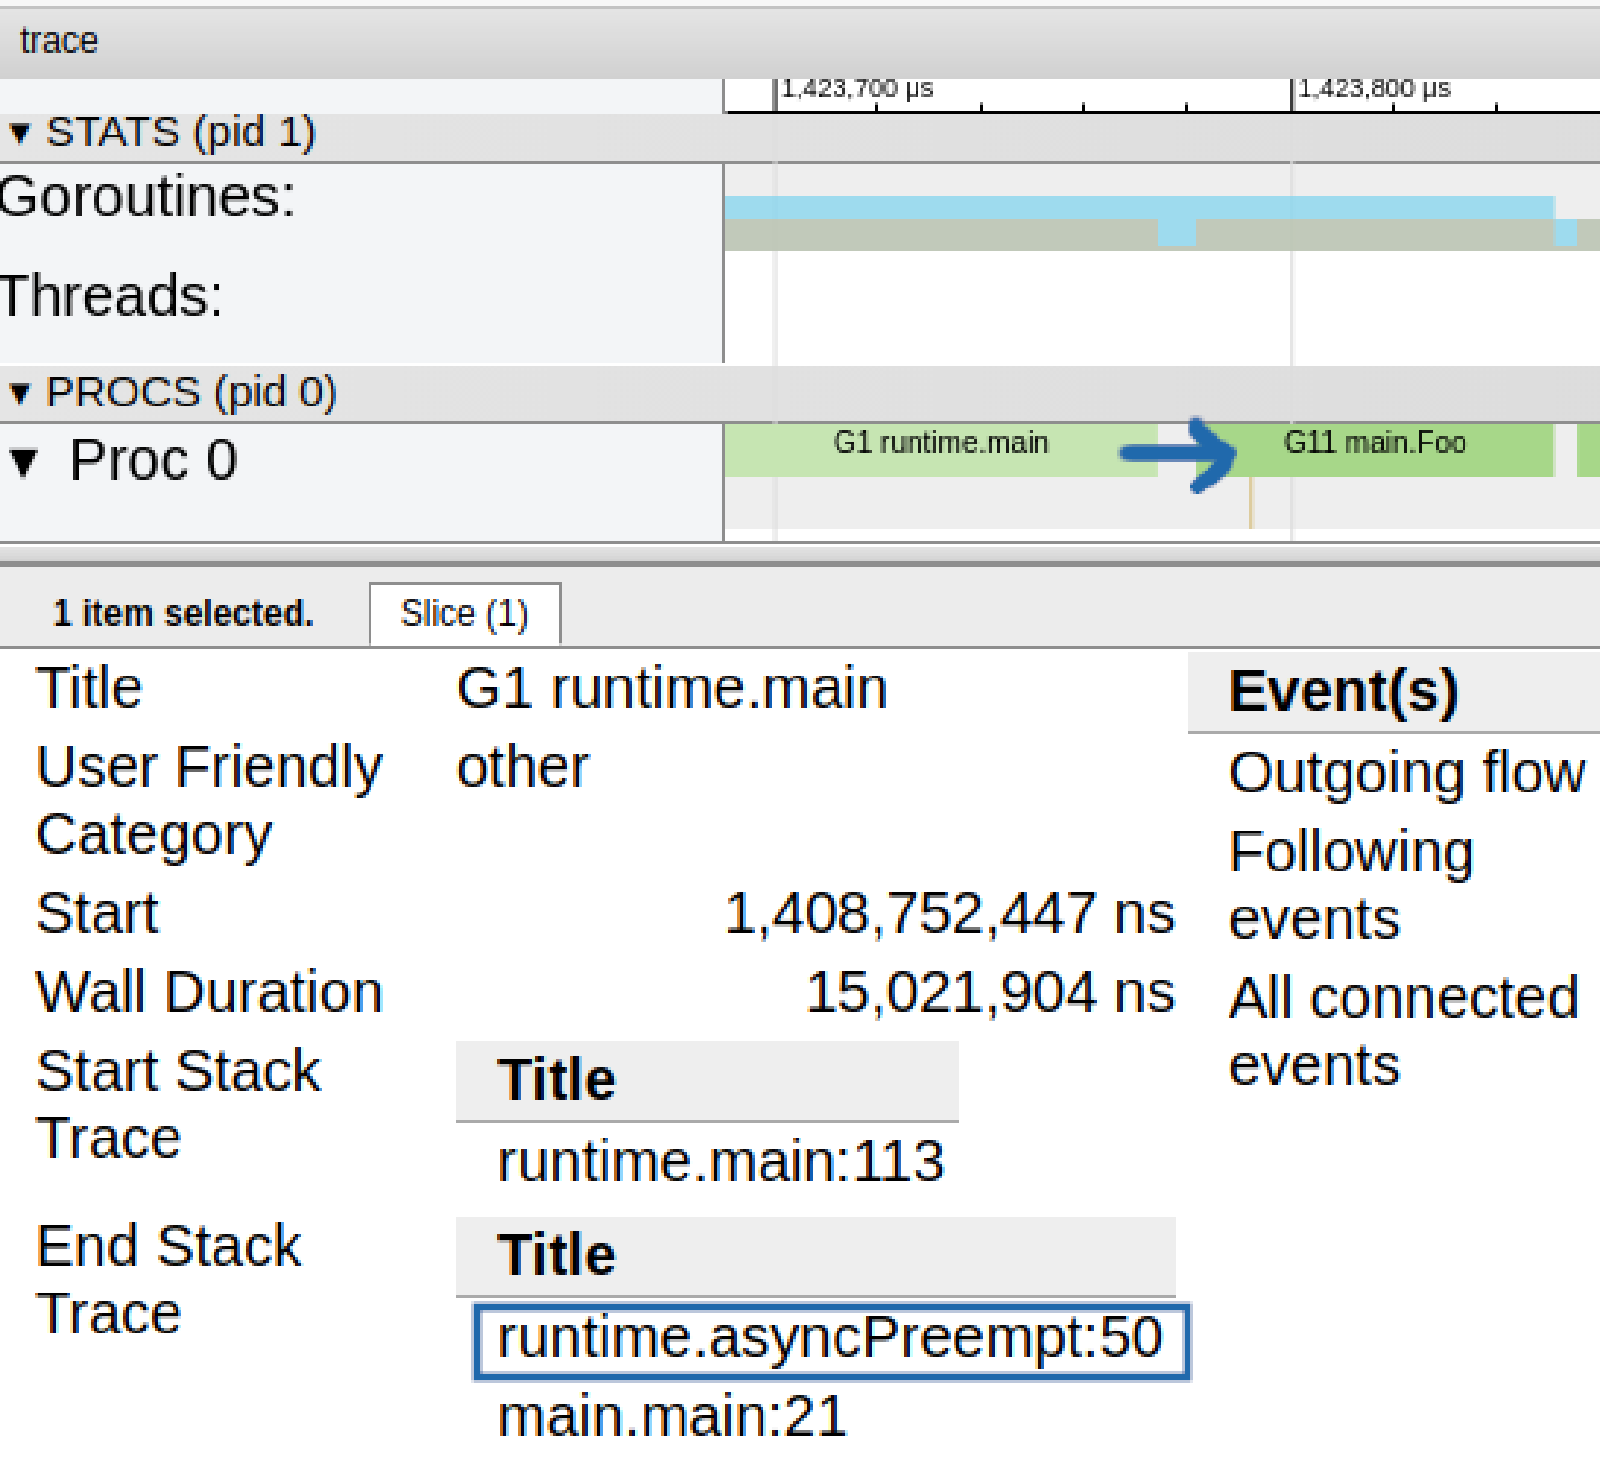 trace
1,423,700 µs 1,423,800 µs
▼ STATS (pid 1)
Goroutines:
Threads:
▼ PROCS (pid 0)
▼ Proc 0 G1 runtime.main G11 main.Foo
1 item selected. Slice (1)
Title G1 runtime.main
User Friendly other
Category
Start 1,408,752,447 ns
Wall Duration 15,021,904 ns
Start Stack Title
Trace
runtime.main:113
End Stack Title
Trace
runtime.asyncPreempt:50
main.main:21
Event(s)
Outgoing flow
Following
events
All connected
events